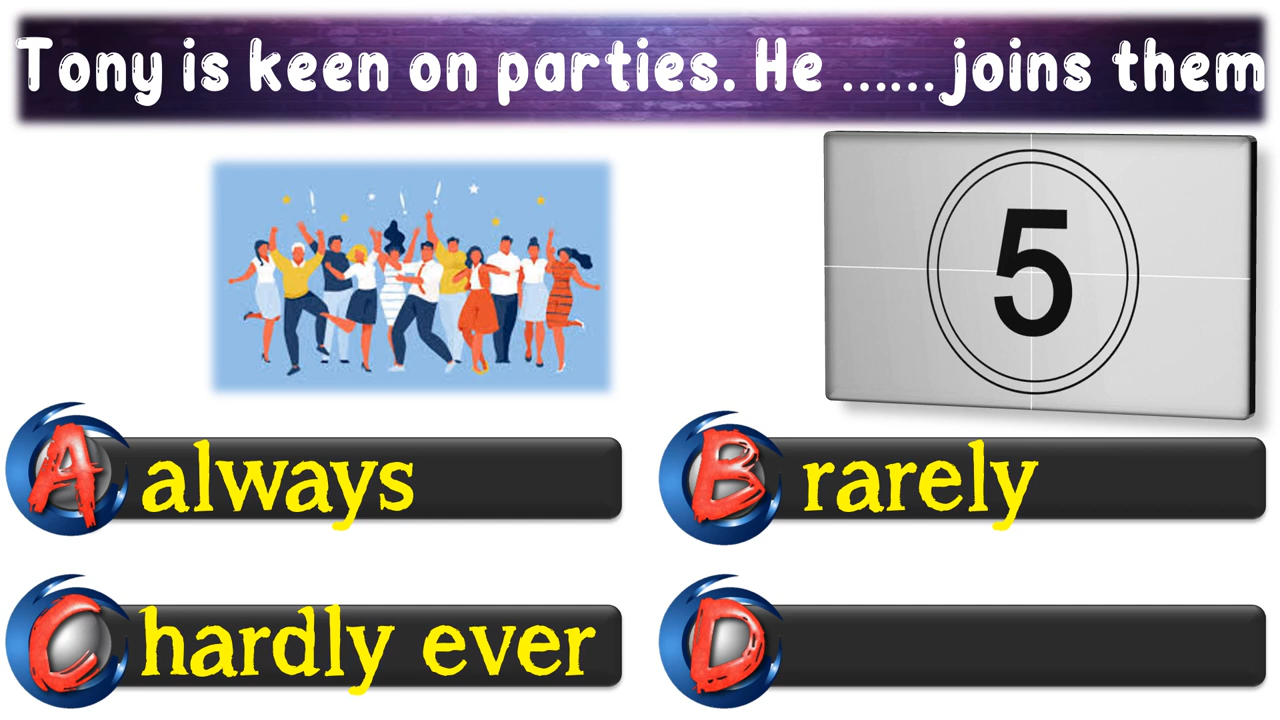 Tony is keen on parties. He ...... joins them
5
A always
B rarely
C hardly ever
D